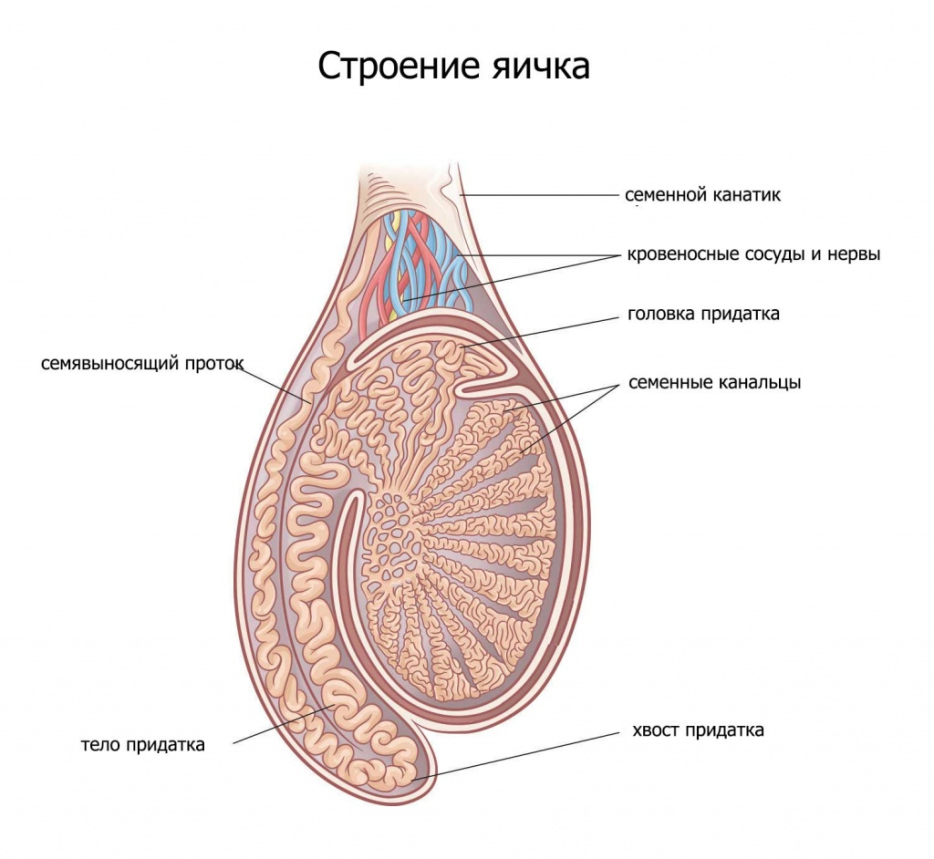 Строение яичка
семенной канатик
кровеносные сосуды и нервы
головка придатка
семявыносящий проток
семенные канальцы
хвост придатка
тело придатка